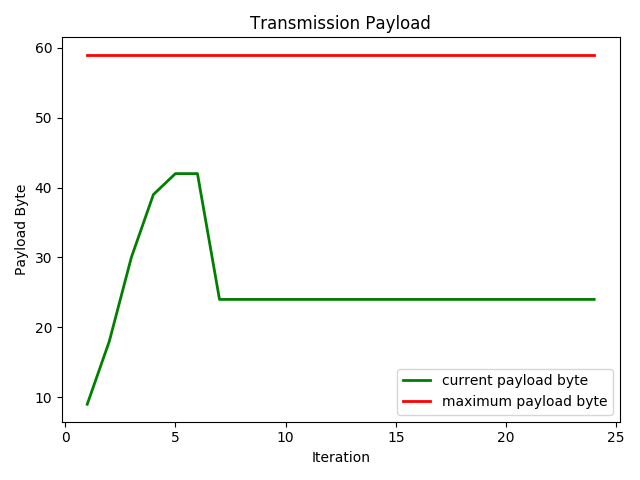 Transmission Payload
60
50
40
30
20
10
Payload Byte
0
5
10
15
20
25
Iteration
current payload byte
maximum payload byte